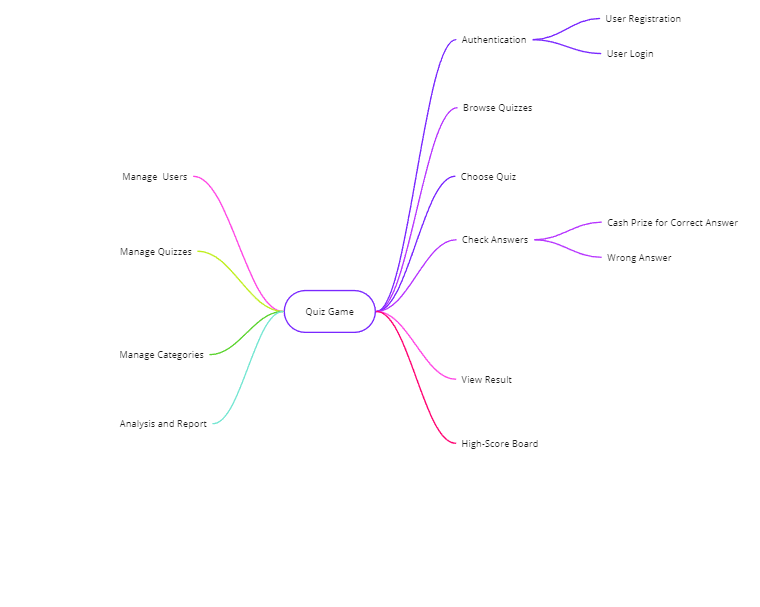 User Registration
Authentication
User Login
Browse Quizzes
Manage Users
Choose Quiz
Cash Prize for Correct Answer
Check Answers
Manage Quizzes
Wrong Answer
Quiz Game
Manage Categories
View Result
Analysis and Report
High-Score Board